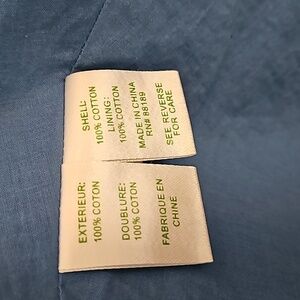 SHELL:
100% COTTON
LINING:
100% COTTON
MADE IN CHINA
RN# 88189
SEE REVERSE
FOR CARE
EXTERIEUR:
100% COTON
DOUBLURE:
100% COTON
FABRIQUE EN
CHINE